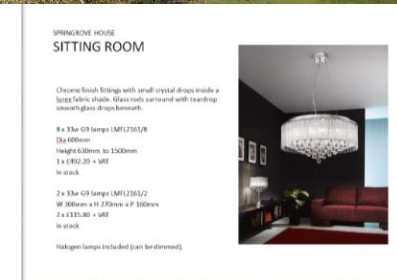 SPRINGROVE HOUSE
SITTING ROOM
Chrome finish fittings with small crystal drops inside a
lurex fabric shade. Glass rods surround with teardrop
smooth glass drops beneath.
8 x 33w G9 lamps LMFL2161/8
Dia 600mm
Height 630mm to 1500mm
1 x £492.20 + VAT
In stock
2 x 33w G9 lamps LMFL2161/2
W 300mm x H 270mm x P 160mm
2 x £115.80 + VAT
In stock
Halogen lamps included (can be dimmed).